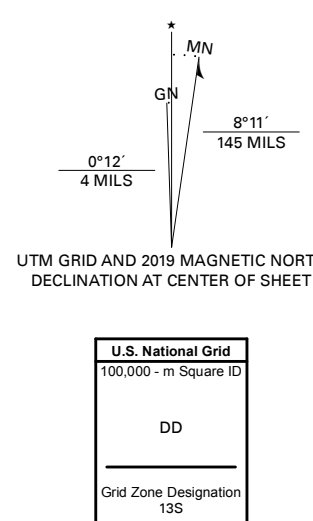 MN
GN
8°11´
145 MILS
0°12´
4 MILS
UTM GRID AND 2019 MAGNETIC NORT
DECLINATION AT CENTER OF SHEET
U.S. National Grid
100,000 - m Square ID
DD
Grid Zone Designation
13S